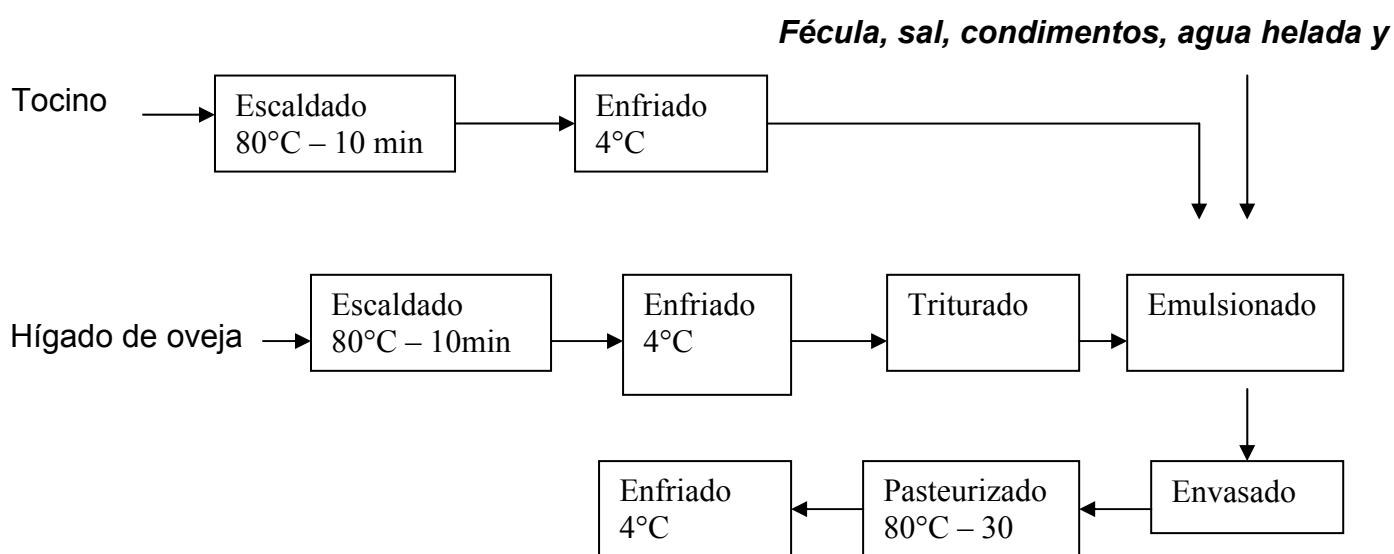 Fécula, sal, condimentos, agua helada y
Tocino
Escaldado
80°C – 10 min
Enfriado
4°C
Hígado de oveja
Escaldado
80°C – 10min
Enfriado
4°C
Triturado
Emulsionado
Enfriado
4°C
Pasteurizado
80°C – 30
Envasado